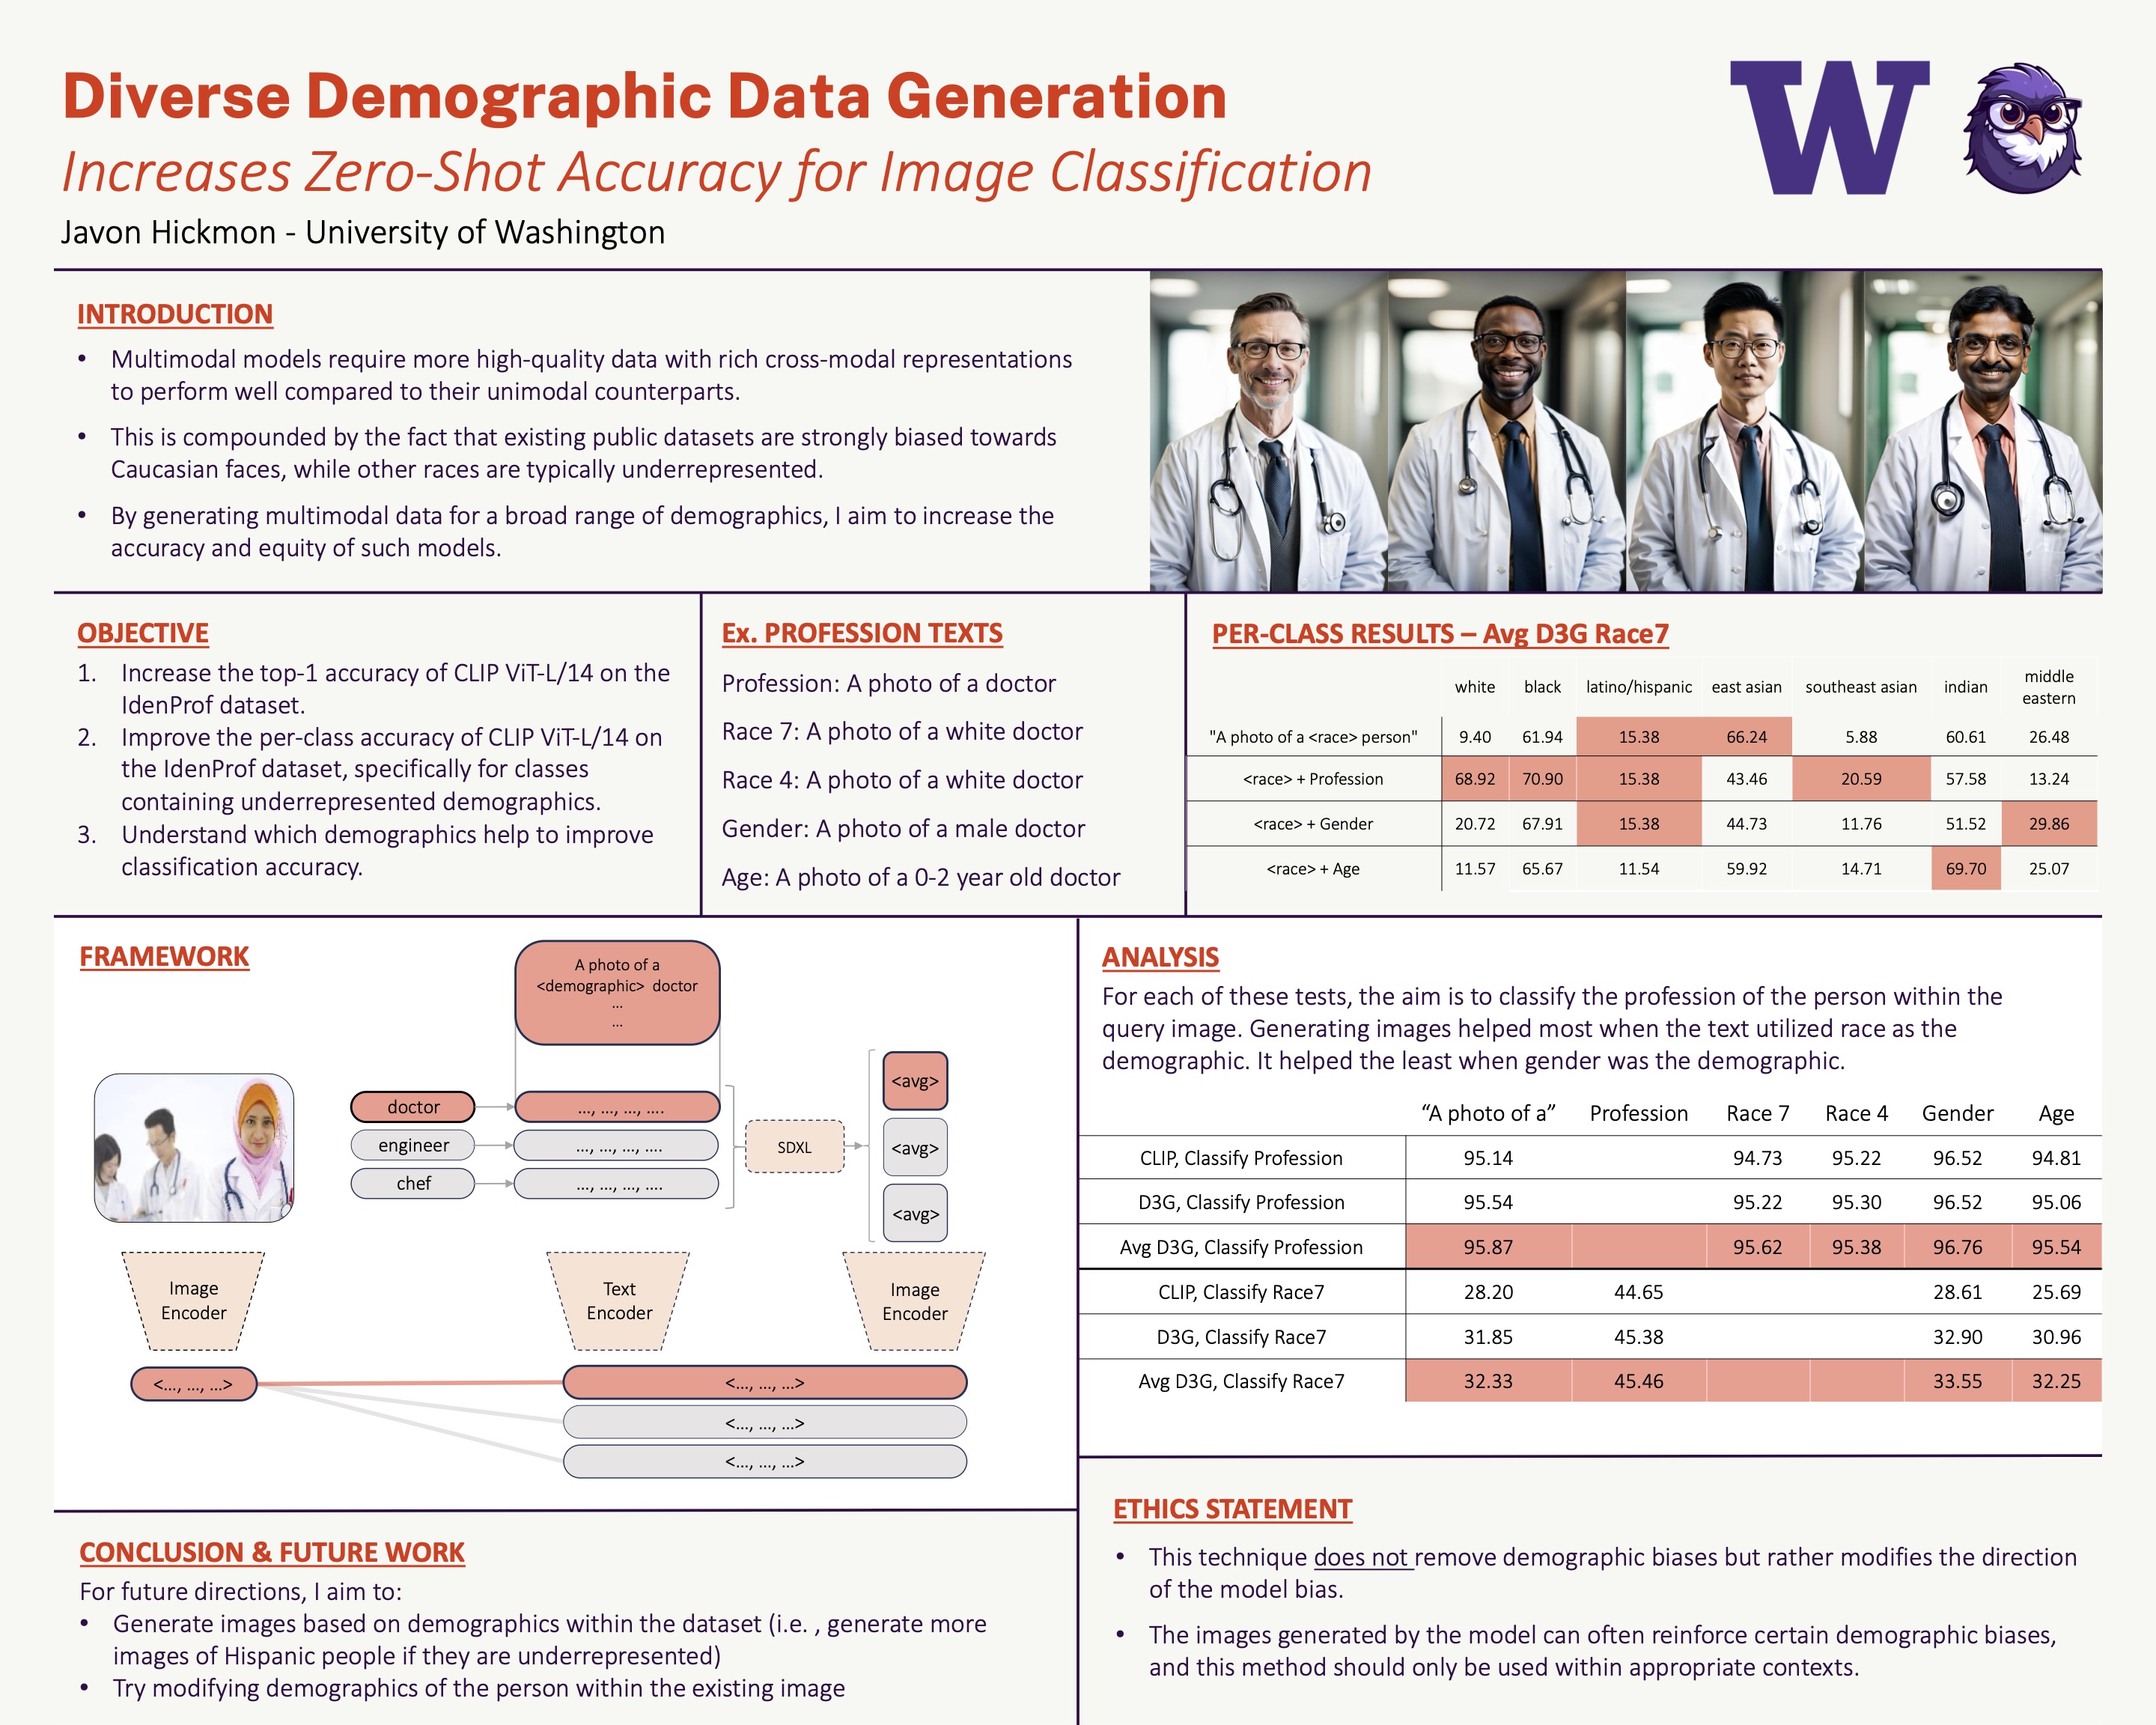 Diverse Demographic Data Generation
Increases Zero-Shot Accuracy for Image Classification
Javon Hickmon - University of Washington
W
INTRODUCTION
• Multimodal models require more high-quality data with rich cross-modal representations
to perform well compared to their unimodal counterparts.
• This is compounded by the fact that existing public datasets are strongly biased towards
Caucasian faces, while other races are typically underrepresented.
• By generating multimodal data for a broad range of demographics, I aim to increase the
accuracy and equity of such models.
OBJECTIVE
1. Increase the top-1 accuracy of CLIP ViT-L/14 on the
IdenProf dataset.
2. Improve the per-class accuracy of CLIP ViT-L/14 on
the IdenProf dataset, specifically for classes
containing underrepresented demographics.
3. Understand which demographics help to improve
classification accuracy.
Ex. PROFESSION TEXTS
Profession: A photo of a doctor
Race 7: A photo of a white doctor
Race 4: A photo of a white doctor
Gender: A photo of a male doctor
Age: A photo of a 0-2 year old doctor
PER-CLASS RESULTS – Avg D3G Race7
white black latino/hispanic east asian southeast asian indian middle eastern
"A photo of a <race> person" 9.40 61.94 15.38 66.24 5.88 60.61 26.48
<race> + Profession 68.92 70.90 15.38 43.46 20.59 57.58 13.24
<race> + Gender 20.72 67.91 15.38 44.73 11.76 51.52 29.86
<race> + Age 11.57 65.67 11.54 59.92 14.71 69.70 25.07
FRAMEWORK
A photo of a
<demographic> doctor
...
...
doctor ..., ..., ..., ....
engineer ..., ..., ..., ....
chef ..., ..., ..., ....
SDXL
<avg>
<avg>
<avg>
Image
Encoder
Text
Encoder
Image
Encoder
<..., ..., ...> <..., ..., ...>
<..., ..., ...>
<..., ..., ...>
ANALYSIS
For each of these tests, the aim is to classify the profession of the person within the
query image. Generating images helped most when the text utilized race as the
demographic. It helped the least when gender was the demographic.
“A photo of a” Profession Race 7 Race 4 Gender Age
CLIP, Classify Profession 95.14 94.73 95.22 96.52 94.81
D3G, Classify Profession 95.54 95.22 95.30 96.52 95.06
Avg D3G, Classify Profession 95.87 95.62 95.38 96.76 95.54
CLIP, Classify Race7 28.20 44.65 28.61 25.69
D3G, Classify Race7 31.85 45.38 32.90 30.96
Avg D3G, Classify Race7 32.33 45.46 33.55 32.25
CONCLUSION & FUTURE WORK
For future directions, I aim to:
• Generate images based on demographics within the dataset (i.e. , generate more
images of Hispanic people if they are underrepresented)
• Try modifying demographics of the person within the existing image
ETHICS STATEMENT
• This technique does not remove demographic biases but rather modifies the direction
of the model bias.
• The images generated by the model can often reinforce certain demographic biases,
and this method should only be used within appropriate contexts.